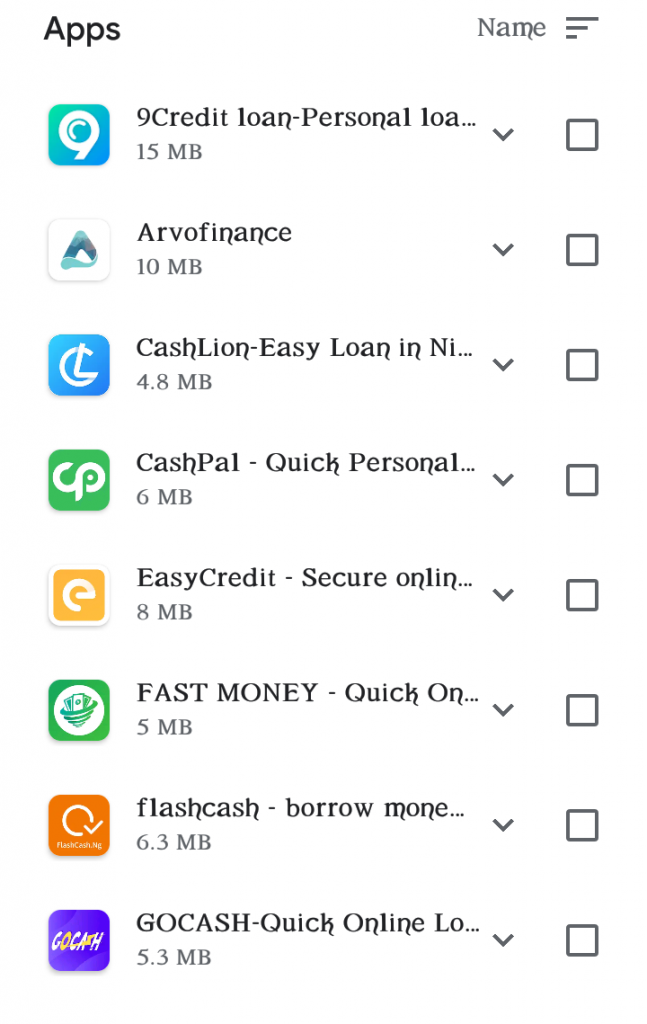 Apps
Name
9Credit loan-Personal loa...
15 MB
Arvofinance
10 MB
CashLion-Easy Loan in Ni...
4.8 MB
CashPal - Quick Personal...
6 MB
EasyCredit - Secure onlin...
8 MB
FAST MONEY - Quick On...
5 MB
flashcash - borrow mone...
6.3 MB
FlashCash.Ng
GOCASH-Quick Online Lo...
5.3 MB
GOCASH